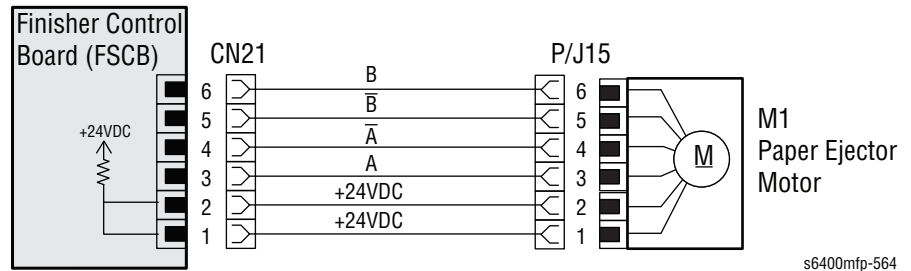 Finisher Control
Board (FSCB)
CN21
P/J15
+24VDC
6
B
6
5
B̅
5
4
A̅
4
3
A
3
2
+24VDC
2
1
+24VDC
1
M
M1
Paper Ejector
Motor
s6400mfp-564